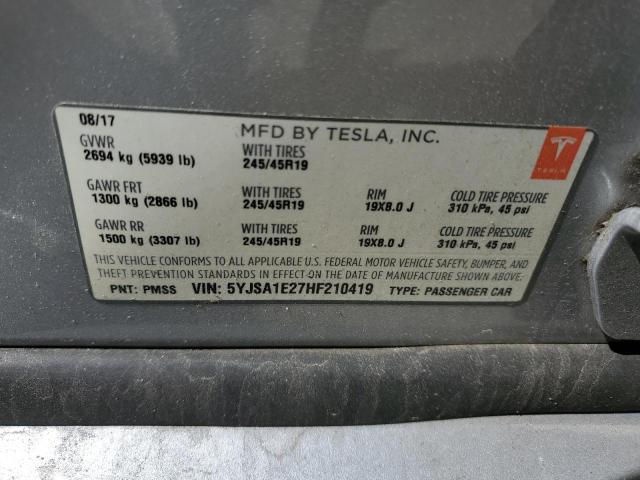 08/17 MFD BY TESLA, INC.
GVWR WITH TIRES
2694 kg (5939 lb) 245/45R19
TESLA
GAWR FRT WITH TIRES RIM COLD TIRE PRESSURE
1300 kg (2866 lb) 245/45R19 19X8.0 J 310 kPa, 45 psi
GAWR RR WITH TIRES RIM COLD TIRE PRESSURE
1500 kg (3307 lb) 245/45R19 19X8.0 J 310 kPa, 45 psi
THIS VEHICLE CONFORMS TO ALL APPLICABLE U.S. FEDERAL MOTOR VEHICLE SAFETY, BUMPER, AND
THEFT PREVENTION STANDARDS IN EFFECT ON THE DATE OF MANUFACTURE SHOWN ABOVE.
PNT: PMSS VIN: 5YJSA1E27HF210419 TYPE: PASSENGER CAR